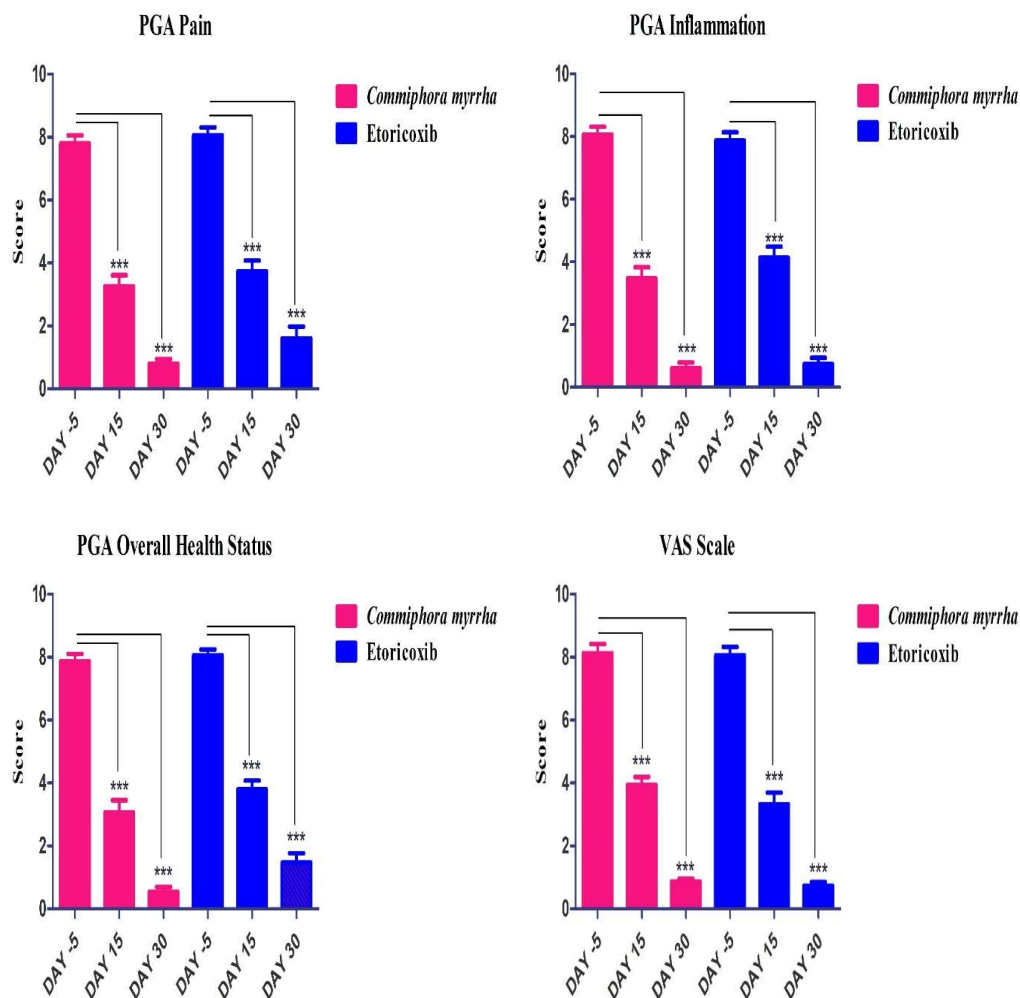 PGA Pain
10
8
6
4
2
0
Score
***
***
***
***
DAY -5
DAY 15
DAY 30
DAY -5
DAY 15
DAY 30
Commiphora myrrha
Etoricoxib
PGA Inflammation
10
8
6
4
2
0
Score
***
***
***
***
DAY -5
DAY 15
DAY 30
DAY -5
DAY 15
DAY 30
Commiphora myrrha
Etoricoxib
PGA Overall Health Status
10
8
6
4
2
0
Score
***
***
***
***
DAY -5
DAY 15
DAY 30
DAY -5
DAY 15
DAY 30
Commiphora myrrha
Etoricoxib
VAS Scale
10
8
6
4
2
0
Score
***
***
***
***
DAY -5
DAY 15
DAY 30
DAY -5
DAY 15
DAY 30
Commiphora myrrha
Etoricoxib